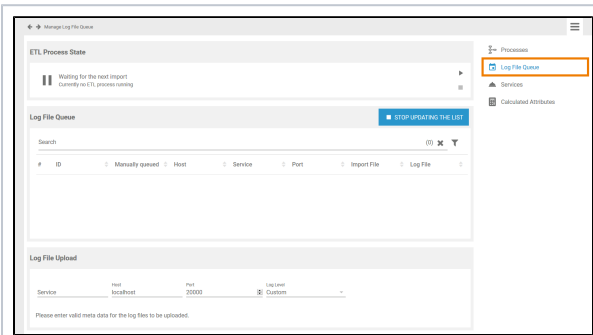 Manage Log File Queue
ETL Process State
Waiting for the next import
Currently no ETL process running
Log File Queue
STOP UPDATING THE LIST
Search
(0)
# ID Manually queued Host Service Port Import File Log File
Log File Upload
Host Port Log Level
Service localhost 20000 Custom
Please enter valid meta data for the log files to be uploaded.
Processes
Log File Queue
Services
Calculated Attributes